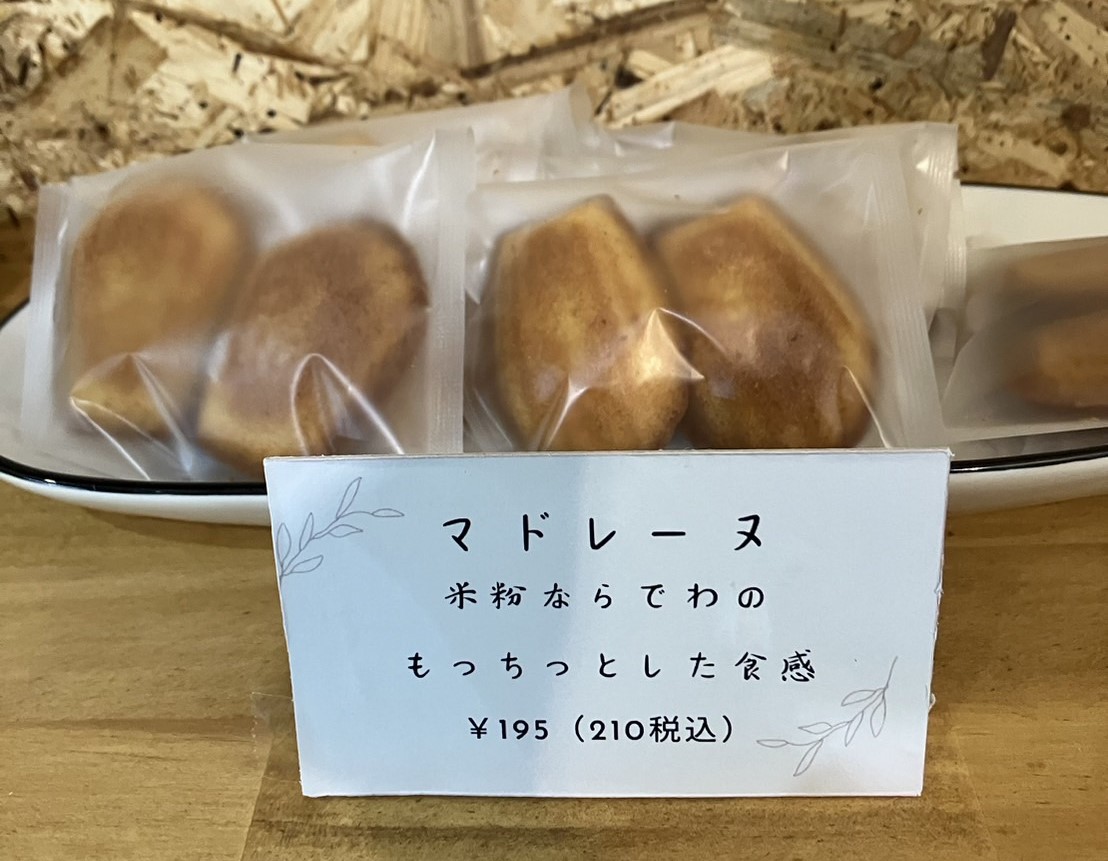 マドレーヌ
米粉ならでわの
もっちっとした食感
¥195（210税込）